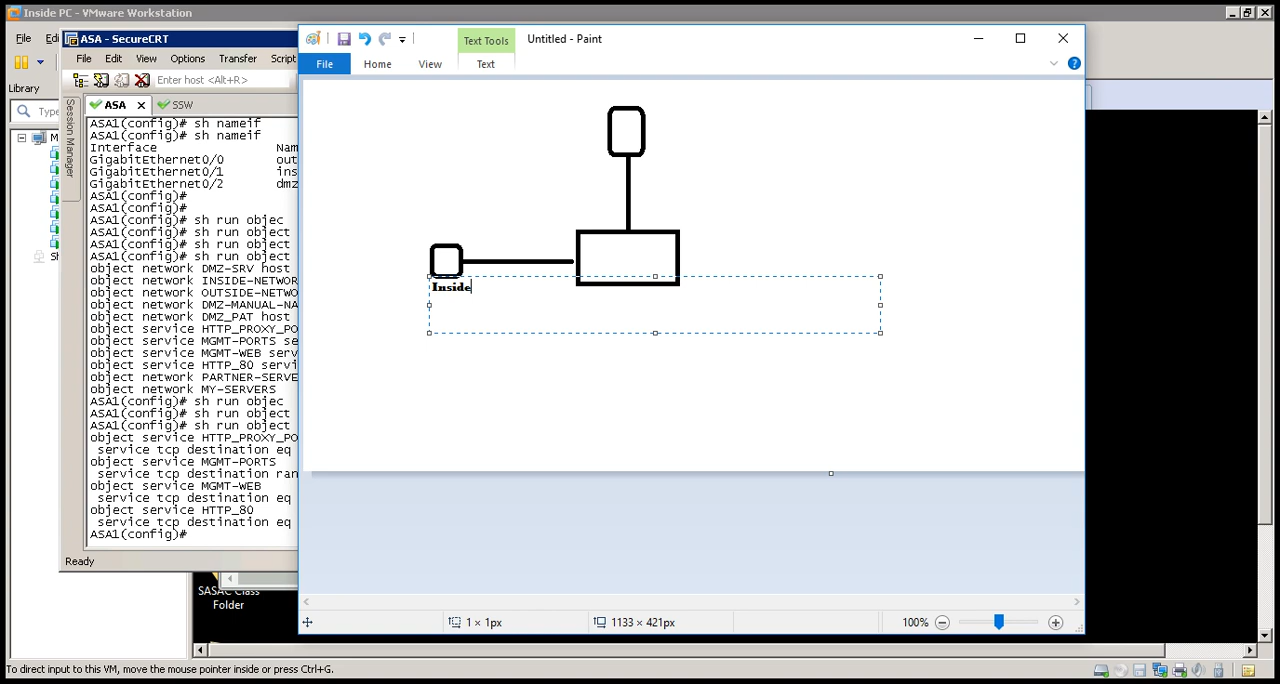 Inside PC - VMware Workstation
File
ASA - SecureCRT
File Edit View Options Transfer Script
Enter host <Alt+R>
Library
ASA
SSW
Session Manager
ASA1(config)# sh nameif
ASA1(config)# sh nameif
Interface
GigabitEthernet0/0
GigabitEthernet0/1
GigabitEthernet0/2
ASA1(config)#
ASA1(config)#
ASA1(config)# sh run objec
ASA1(config)# sh run object
ASA1(config)# sh run object
ASA1(config)# sh run object
object network DMZ-SRV host
object network INSIDE-NETWOR
object network OUTSIDE-NETWO
object network DMZ-MANUAL-NA
object network DMZ_PAT host
object service HTTP_PROXY_PO
object service MGMT-PORTS se
object service MGMT-WEB serv
object service HTTP_80 servi
object network PARTNER-SERVE
object network MY-SERVERS
ASA1(config)# sh run objec
ASA1(config)# sh run object
ASA1(config)# sh run object
object service HTTP_PROXY_PO
service tcp destination eq
object service MGMT-PORTS
service tcp destination ran
object service MGMT-WEB
service tcp destination eq
object service HTTP_80
service tcp destination eq
ASA1(config)#
Ready
Text Tools
Untitled - Paint
File Home View Text
Inside
1 × 1px
1133 × 421px
100%
SASAC Class
Folder
To direct input to this VM, move the mouse pointer inside or press Ctrl+G.